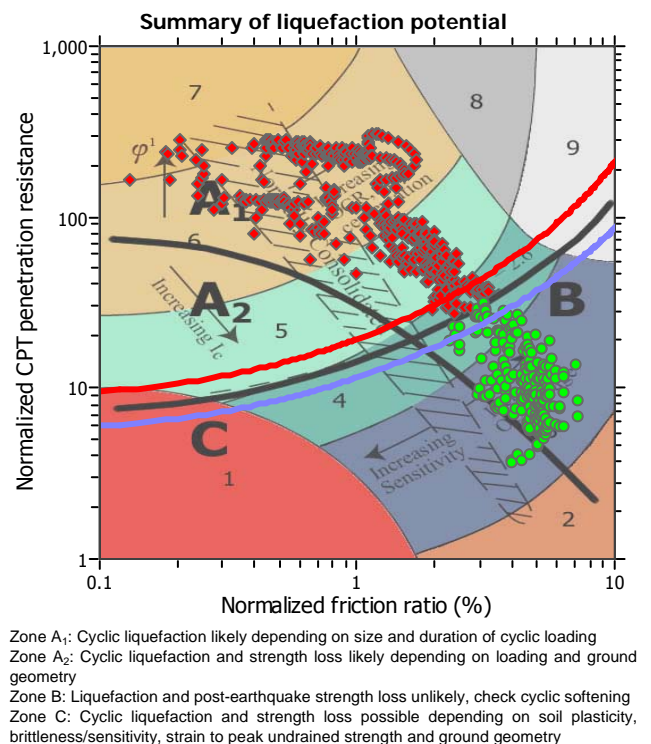 Summary of liquefaction potential
1,000
7
8
9
φ¹
100
A₁
6
A₂
Increasing Ic
5
2.6
B
10
4
C
Increasing
Sensitivity
1
2
1
0.1
1
10
Normalized CPT penetration resistance
Normalized friction ratio (%)
Zone A₁: Cyclic liquefaction likely depending on size and duration of cyclic loading
Zone A₂: Cyclic liquefaction and strength loss likely depending on loading and ground
geometry
Zone B: Liquefaction and post-earthquake strength loss unlikely, check cyclic softening
Zone C: Cyclic liquefaction and strength loss possible depending on soil plasticity,
brittleness/sensitivity, strain to peak undrained strength and ground geometry